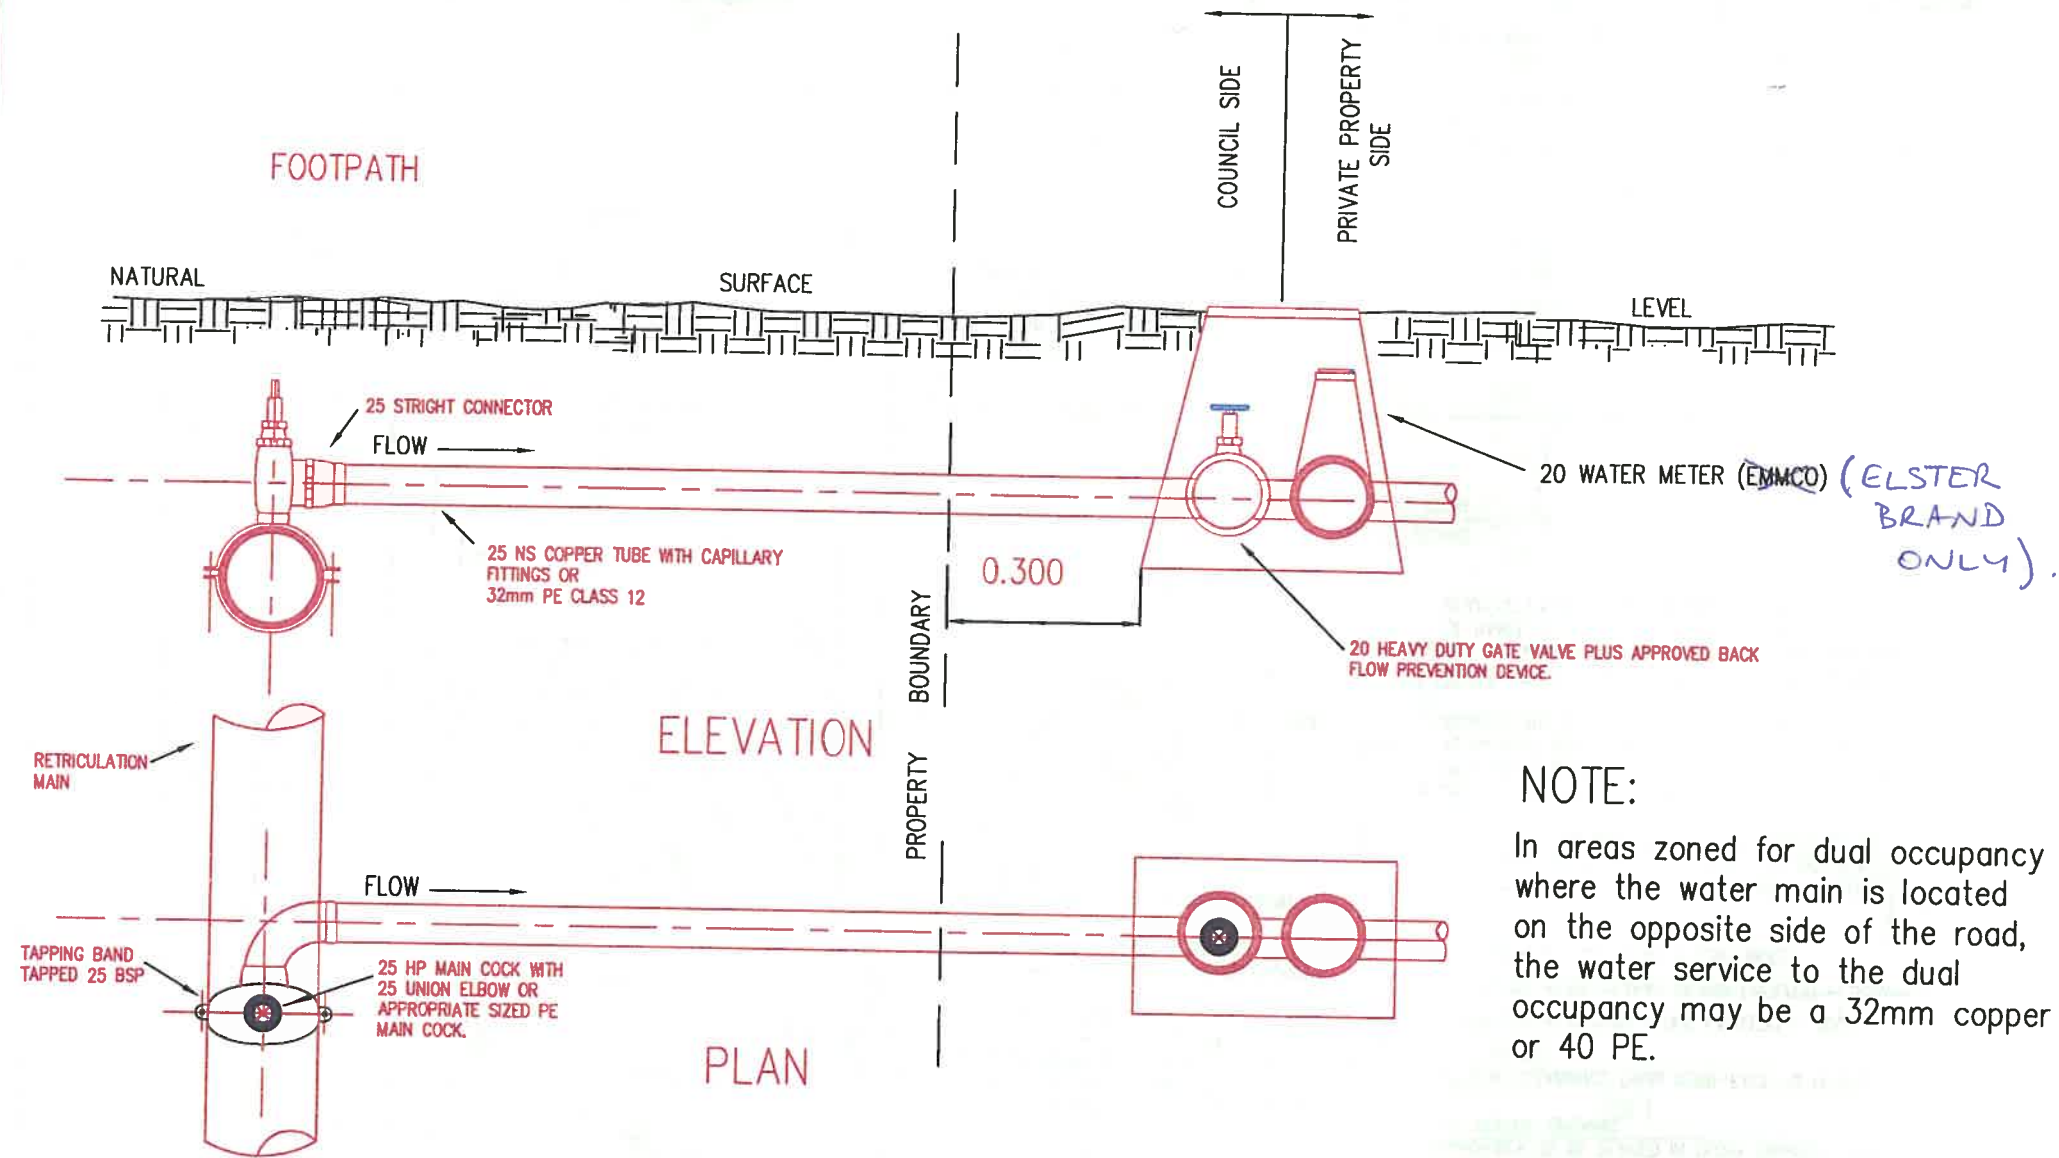 COUNCIL SIDE
PRIVATE PROPERTY
SIDE
FOOTPATH
NATURAL
SURFACE
LEVEL
25 STRIGHT CONNECTOR
FLOW
20 WATER METER (EMMCO) (ELSTER
BRAND
ONLY).
25 NS COPPER TUBE WITH CAPILLARY
FITTINGS OR
32mm PE CLASS 12
0.300
20 HEAVY DUTY GATE VALVE PLUS APPROVED BACK
FLOW PREVENTION DEVICE.
PROPERTY BOUNDARY
ELEVATION
RETRICULATION
MAIN
NOTE:
In areas zoned for dual occupancy
where the water main is located
on the opposite side of the road,
the water service to the dual
occupancy may be a 32mm copper
or 40 PE.
FLOW
TAPPING BAND
TAPPED 25 BSP
25 HP MAIN COCK WITH
25 UNION ELBOW OR
APPROPRIATE SIZED PE
MAIN COCK.
PLAN